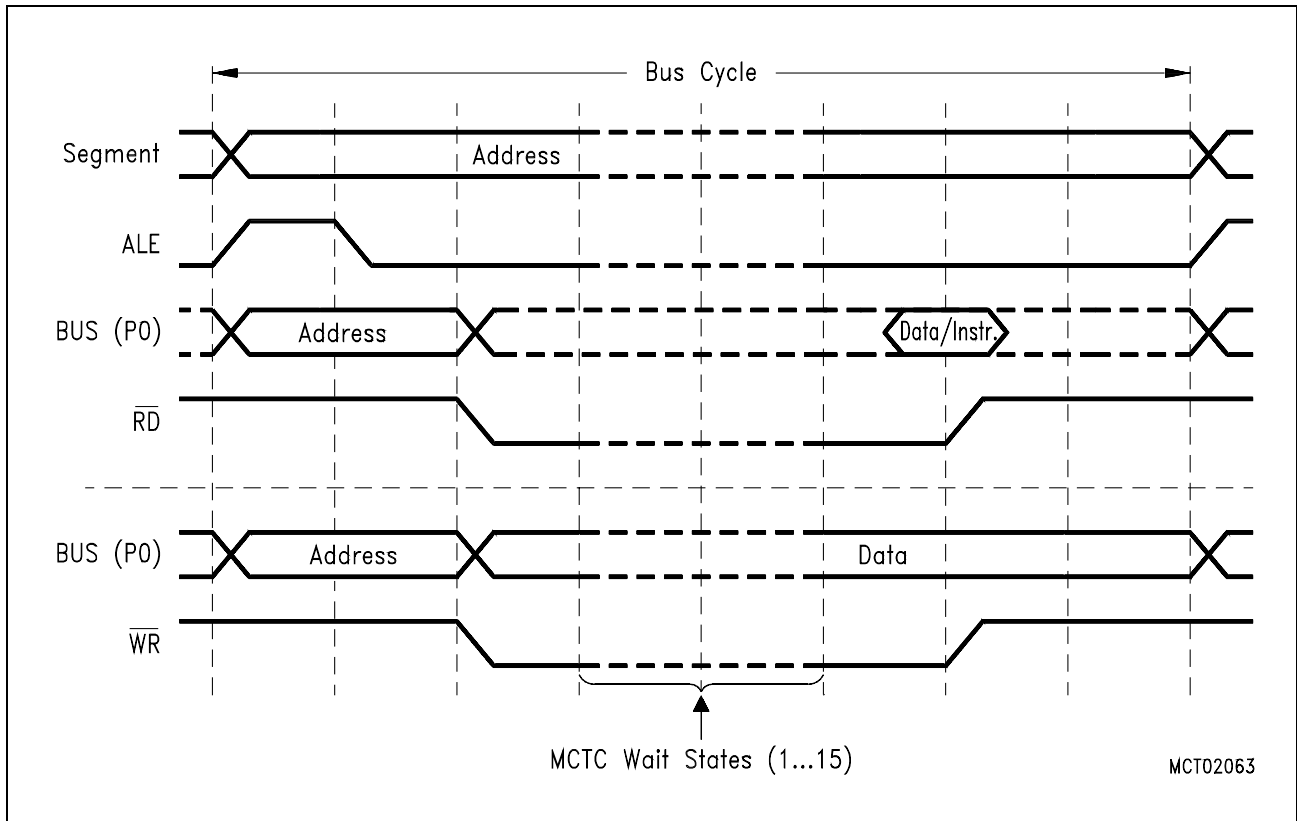 Bus Cycle
Segment
Address
ALE
BUS (P0)
Address
Data/Instr.
RD
BUS (P0)
Address
Data
WR
MCTC Wait States (1...15)
MCT02063